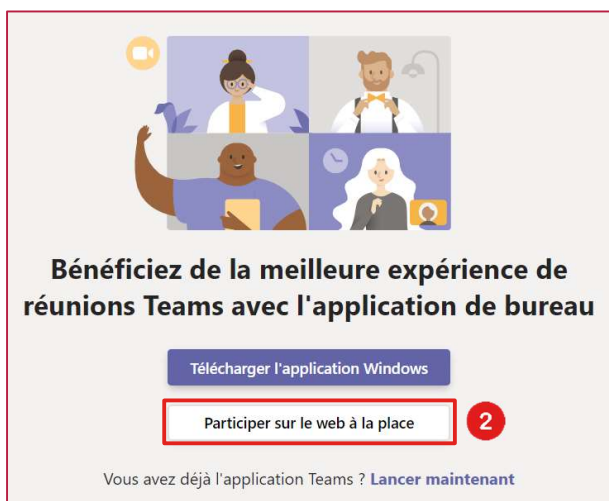 Bénéficiez de la meilleure expérience de
réunions Teams avec l'application de bureau
Télécharger l'application Windows
Participer sur le web à la place
2
Vous avez déjà l'application Teams ? Lancer maintenant